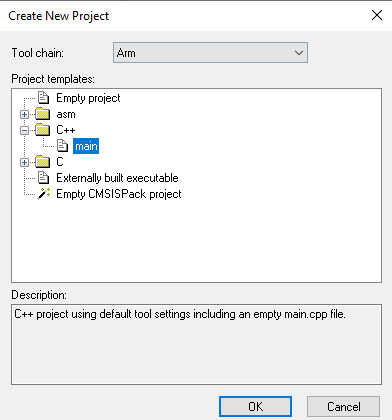 Create New Project
Tool chain: Arm
Project templates:
Empty project
asm
C++
main
C
Externally built executable
Empty CMSISPack project
Description:
C++ project using default tool settings including an empty main.cpp file.
OK Cancel